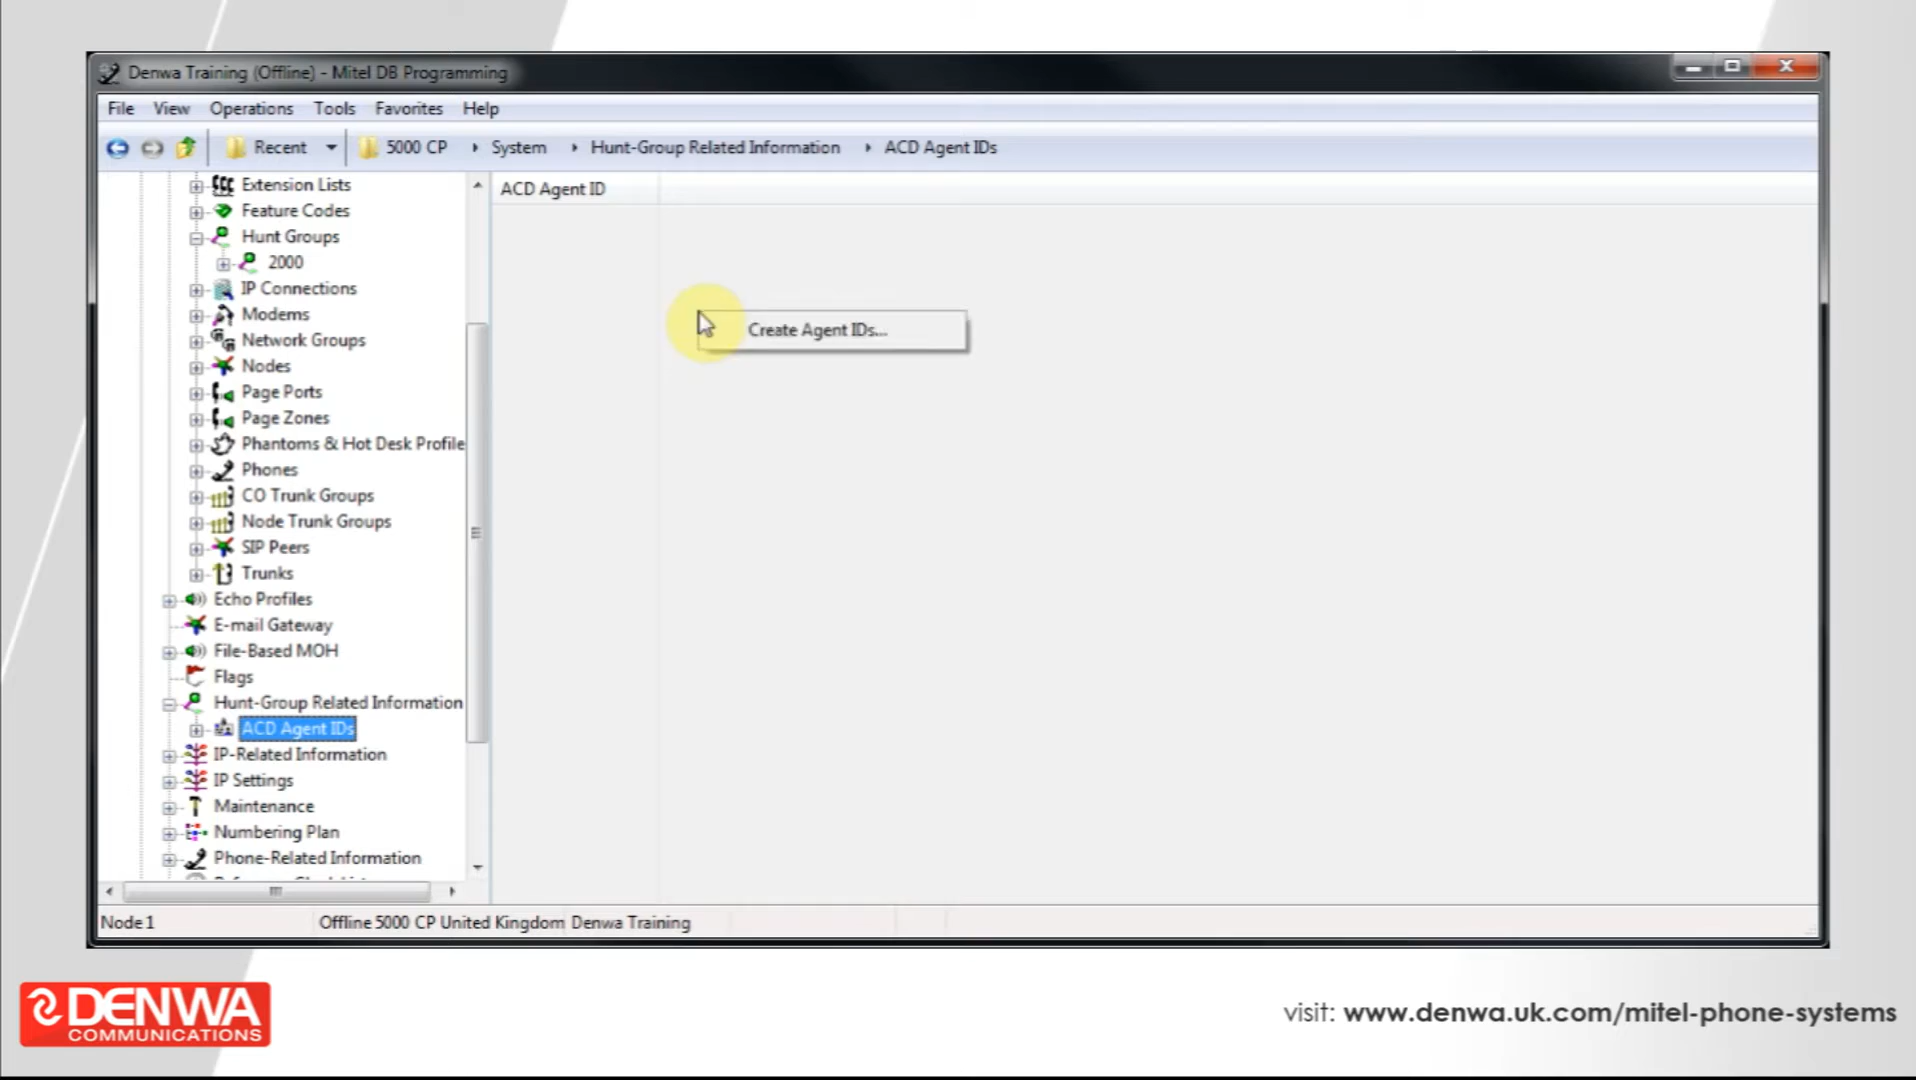 Denwa Training (Offline) - Mitel DB Programming
File View Operations Tools Favorites Help
Recent 5000 CP System Hunt-Group Related Information ACD Agent IDs
Extension Lists
Feature Codes
Hunt Groups
2000
IP Connections
Modems
Network Groups
Nodes
Page Ports
Page Zones
Phantoms & Hot Desk Profile
Phones
CO Trunk Groups
Node Trunk Groups
SIP Peers
Trunks
Echo Profiles
E-mail Gateway
File-Based MOH
Flags
Hunt-Group Related Information
ACD Agent IDs
IP-Related Information
IP Settings
Maintenance
Numbering Plan
Phone-Related Information
ACD Agent ID
Create Agent IDs...
Node 1 Offline 5000 CP United Kingdom Denwa Training
DENWA
COMMUNICATIONS
visit: www.denwa.uk.com/mitel-phone-systems